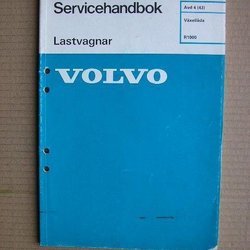 Servicehandbok
Avd 4 (43)
Växellåda
R1000
Lastvagnar
VOLVO